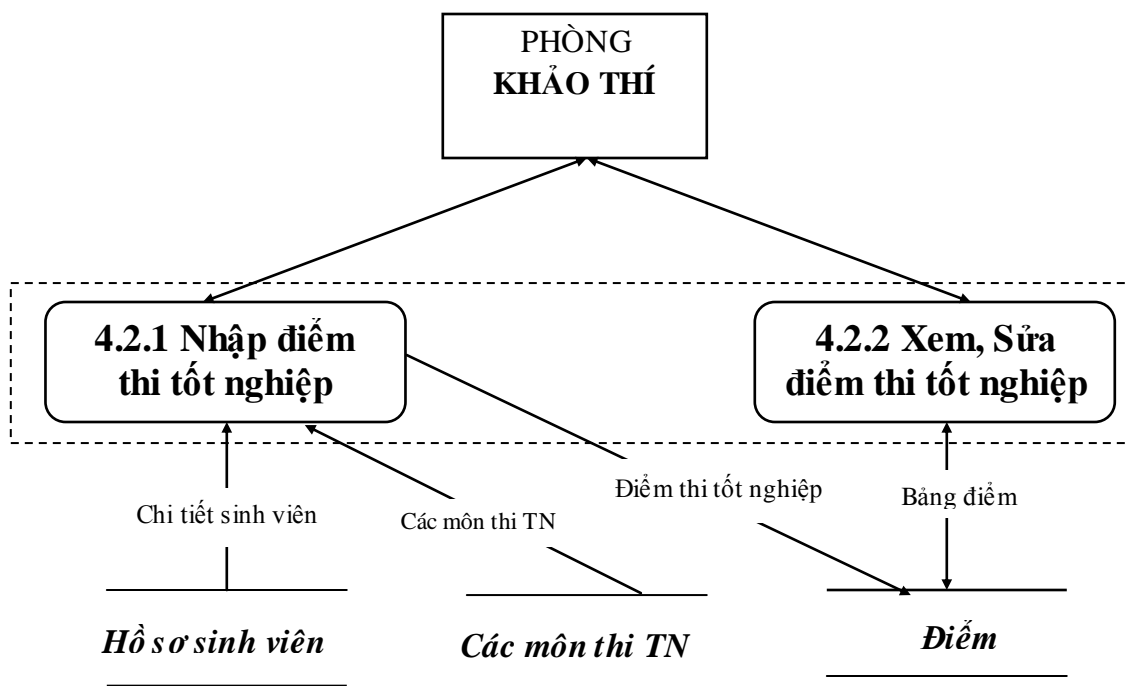 PHÒNG
KHẢO THÍ
4.2.1 Nhập điểm
thi tốt nghiệp
4.2.2 Xem, Sửa
điểm thi tốt nghiệp
Chi tiết sinh viên
Các môn thi TN
Điểm thi tốt nghiệp
Bảng điểm
Hồ sơ sinh viên
Các môn thi TN
Điểm